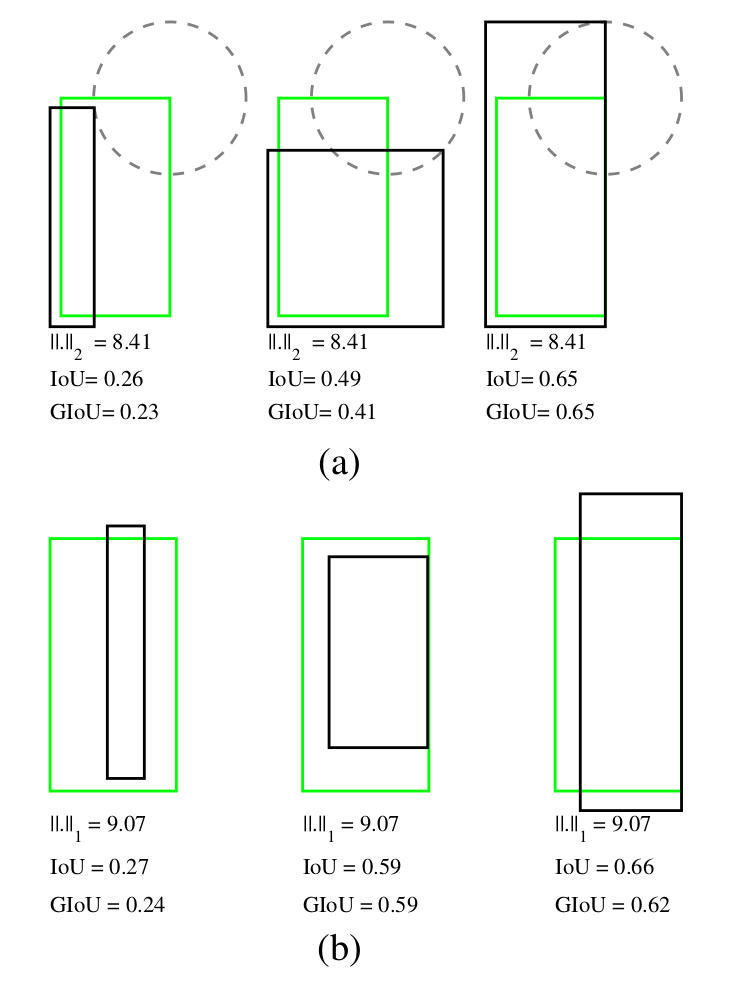 ||.||2 = 8.41 ||.||2 = 8.41 ||.||2 = 8.41
IoU= 0.26 IoU= 0.49 IoU= 0.65
GIoU= 0.23 GIoU= 0.41 GIoU= 0.65
(a)
||.||1 = 9.07 ||.||1 = 9.07 ||.||1 = 9.07
IoU = 0.27 IoU = 0.59 IoU = 0.66
GIoU = 0.24 GIoU = 0.59 GIoU = 0.62
(b)